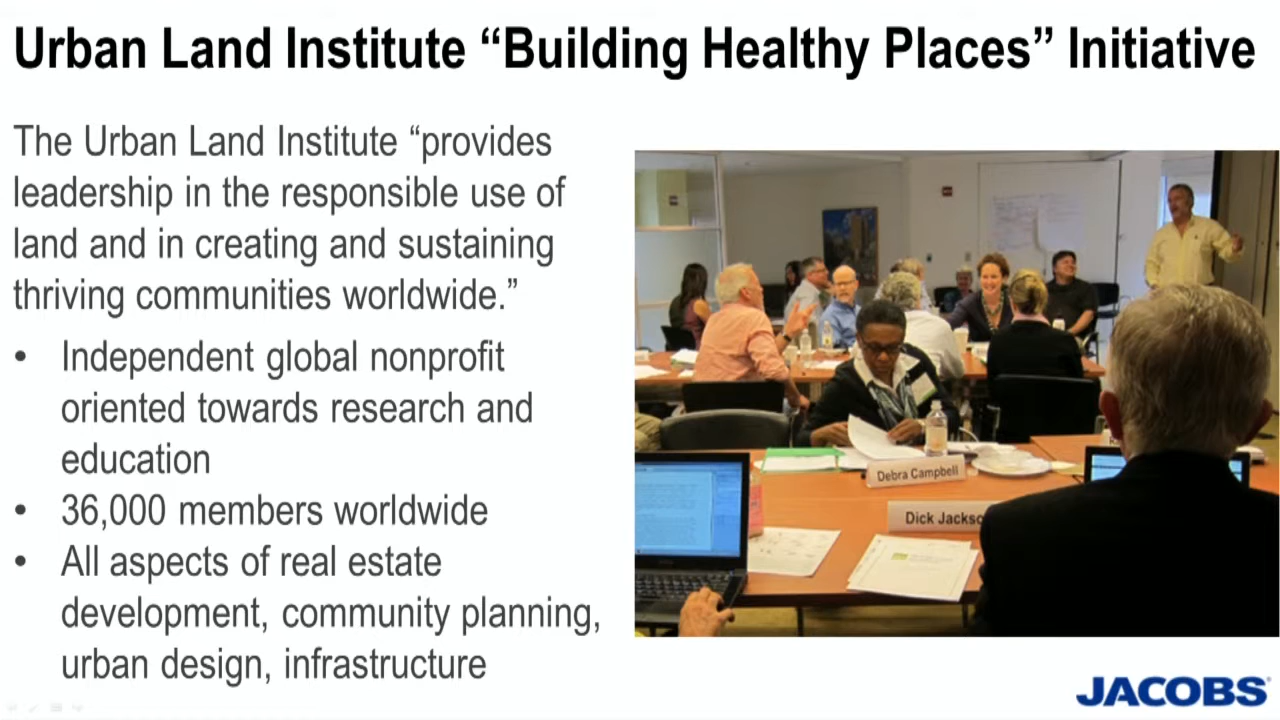 Urban Land Institute “Building Healthy Places” Initiative
The Urban Land Institute “provides
leadership in the responsible use of
land and in creating and sustaining
thriving communities worldwide.”
• Independent global nonprofit
oriented towards research and
education
• 36,000 members worldwide
• All aspects of real estate
development, community planning,
urban design, infrastructure
Debra Campbell
Dick Jackso
JACOBS